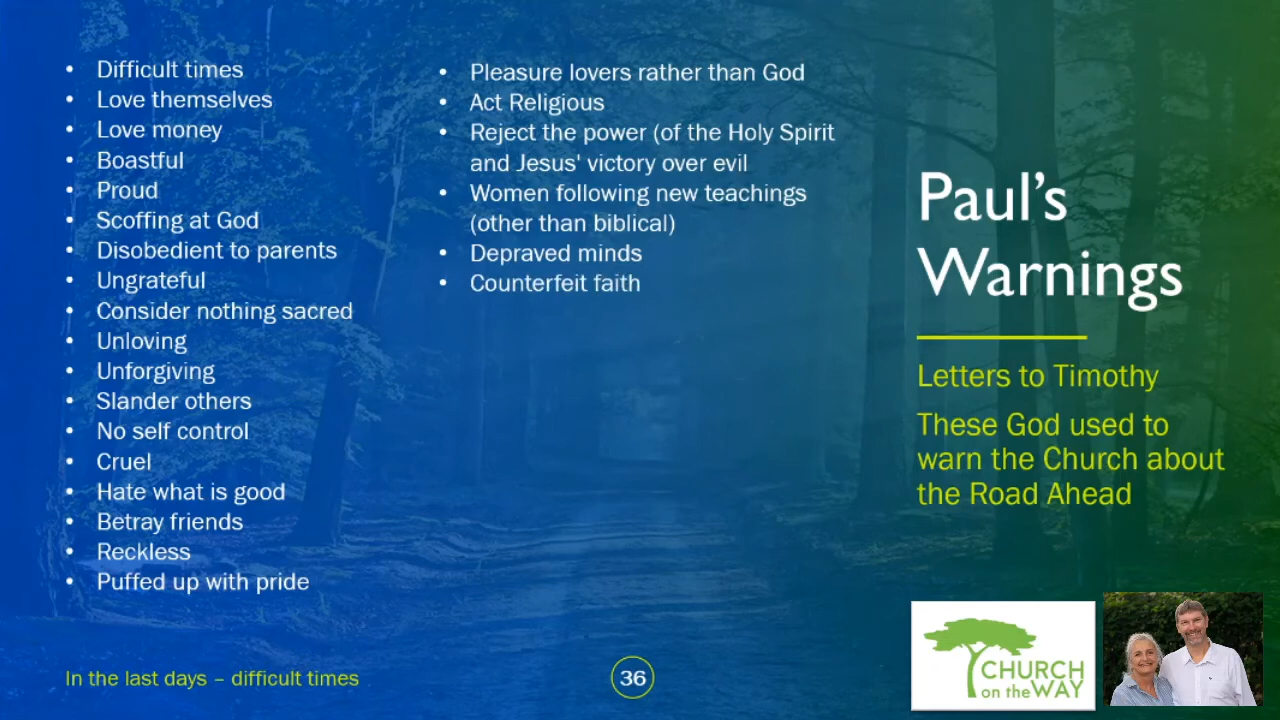 • Difficult times
• Love themselves
• Love money
• Boastful
• Proud
• Scoffing at God
• Disobedient to parents
• Ungrateful
• Consider nothing sacred
• Unloving
• Unforgiving
• Slander others
• No self control
• Cruel
• Hate what is good
• Betray friends
• Reckless
• Puffed up with pride
• Pleasure lovers rather than God
• Act Religious
• Reject the power (of the Holy Spirit
and Jesus' victory over evil
• Women following new teachings
(other than biblical)
• Depraved minds
• Counterfeit faith
Paul's
Warnings
Letters to Timothy
These God used to
warn the Church about
the Road Ahead
In the last days – difficult times
36
CHURCH
on the WAY